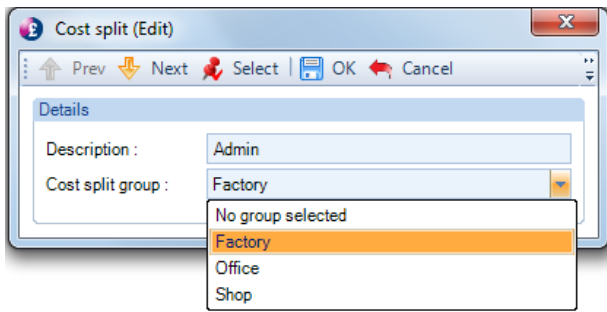 £ Cost split (Edit) X
Prev Next Select OK Cancel
Details
Description : Admin
Cost split group : Factory
No group selected
Factory
Office
Shop